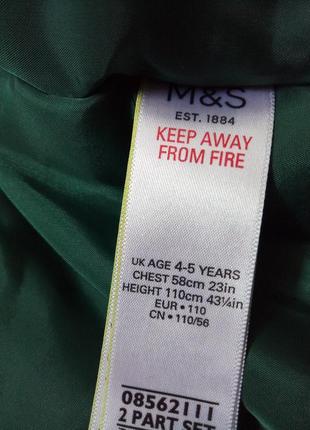 M&S
EST. 1884
KEEP AWAY
FROM FIRE
UK AGE 4-5 YEARS
CHEST 58cm 23in
HEIGHT 110cm 43¼in
EUR • 110
CN • 110/56
08562111
2 PART SET